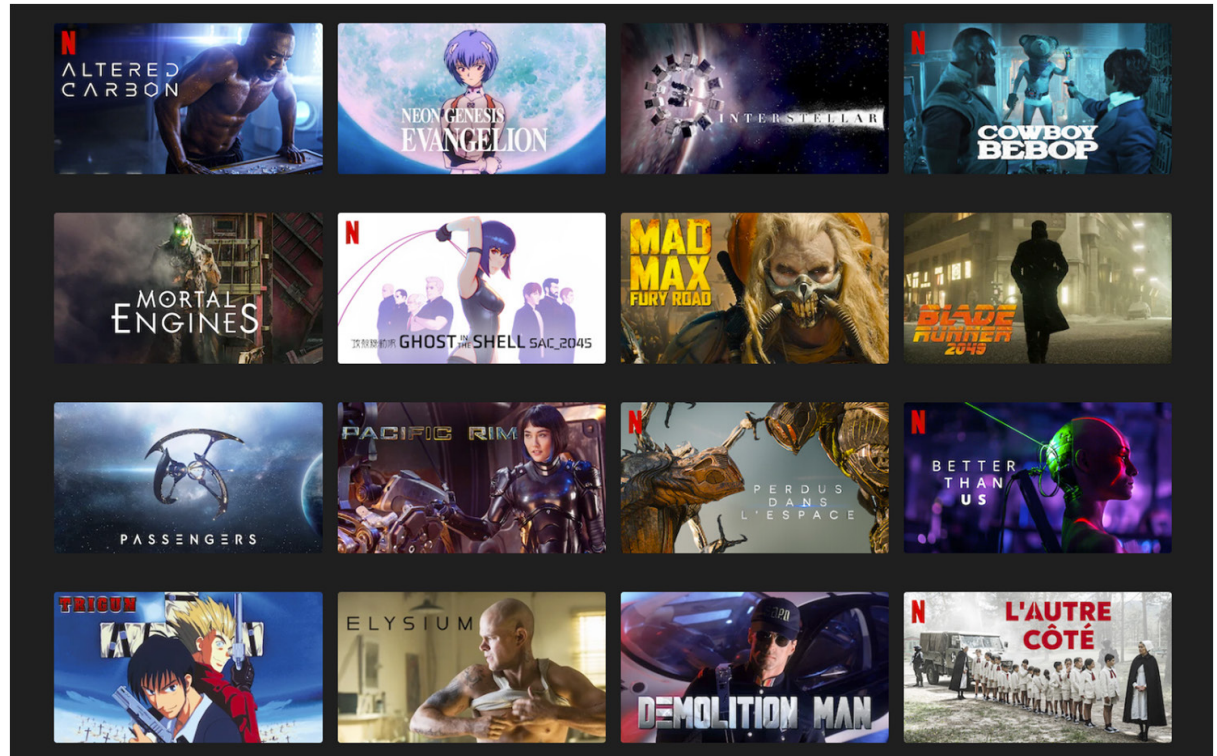 N
ALTERED
CARBON
NEON GENESIS
EVANGELION
INTERSTELLAR
N
COWBOY
BEBOP
MORTAL
ENGINES
N
攻殻機動隊 GHOST IN THE SHELL SAC_2045
MAD
MAX
FURY ROAD
BLADE
RUNNER
2049
PASSENGERS
PACIFIC RIM
N
PERDUS
DANS
L'ESPACE
N
BETTER
THAN
US
TRIGUN
ELYSIUM
DEMOLITION MAN
N
L'AUTRE
CÔTÉ